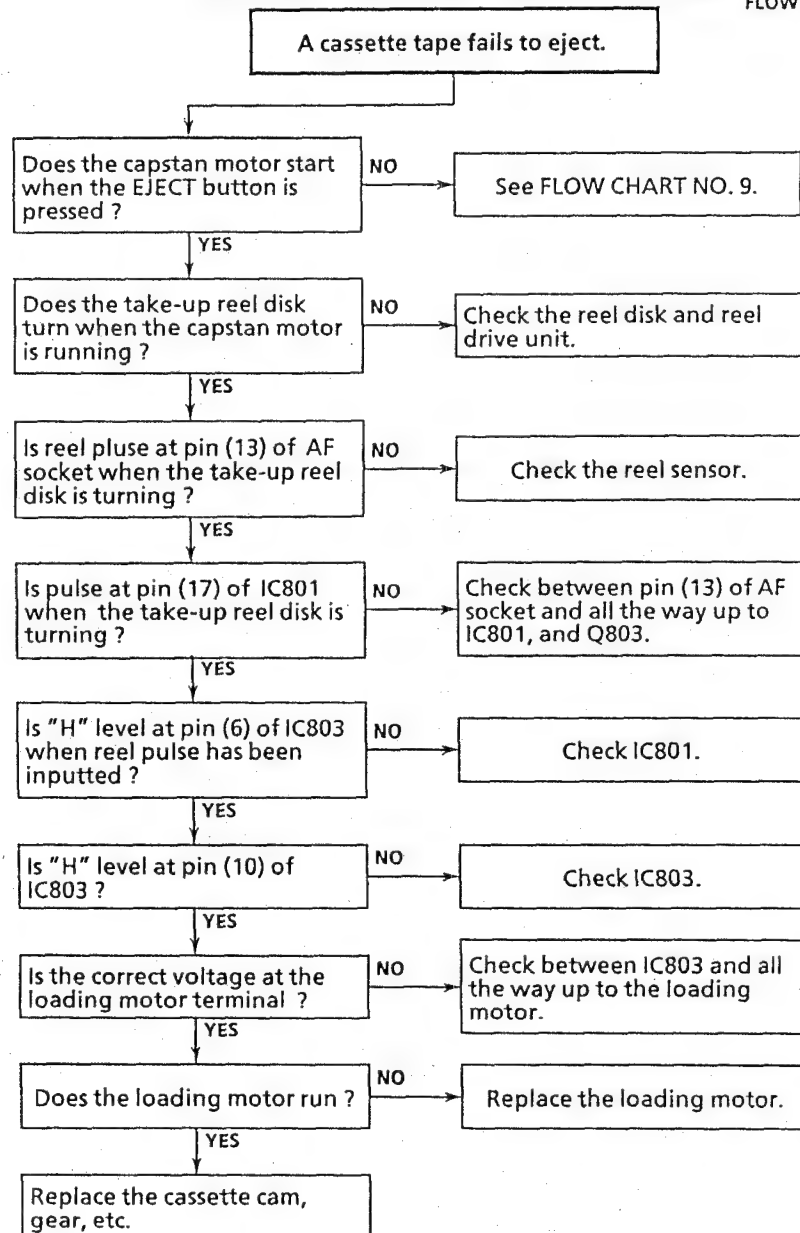 FLOW
A cassette tape fails to eject.
Does the capstan motor start
when the EJECT button is
pressed ?
NO
See FLOW CHART NO. 9.
YES
Does the take-up reel disk
turn when the capstan motor
is running ?
NO
Check the reel disk and reel
drive unit.
YES
Is reel pluse at pin (13) of AF
socket when the take-up reel
disk is turning ?
NO
Check the reel sensor.
YES
Is pulse at pin (17) of IC801
when the take-up reel disk is
turning ?
NO
Check between pin (13) of AF
socket and all the way up to
IC801, and Q803.
YES
Is "H" level at pin (6) of IC803
when reel pulse has been
inputted ?
NO
Check IC801.
YES
Is "H" level at pin (10) of
IC803 ?
NO
Check IC803.
YES
Is the correct voltage at the
loading motor terminal ?
NO
Check between IC803 and all
the way up to the loading
motor.
YES
Does the loading motor run ?
NO
Replace the loading motor.
YES
Replace the cassette cam,
gear, etc.